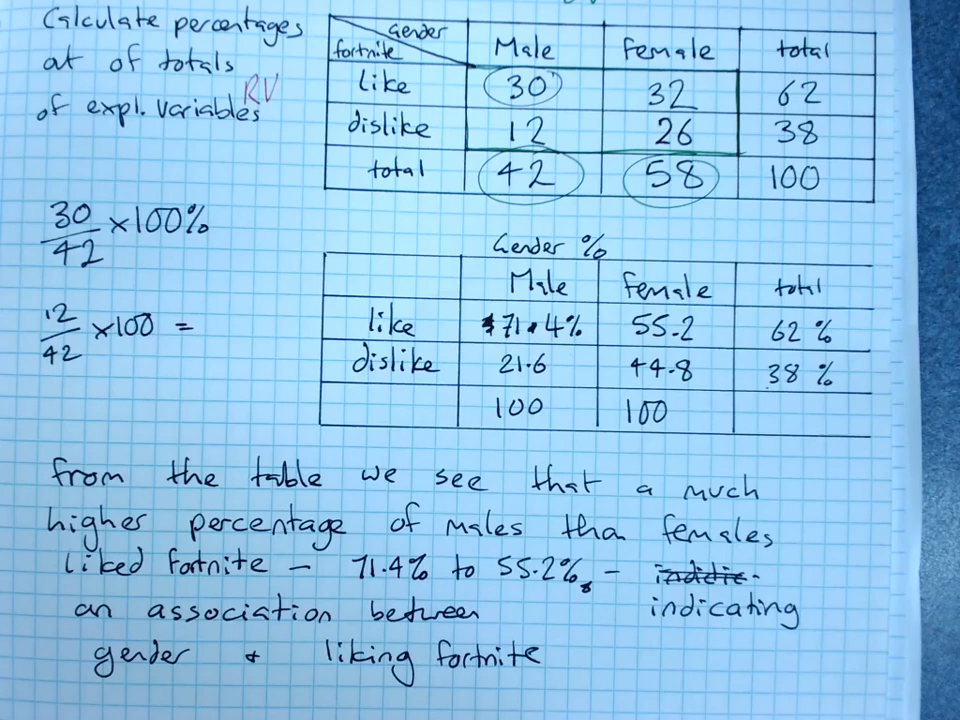 Calculate percentages
at of totals
of expl. variables RV
Gender
fortnite Male Female total
like 30 32 62
dislike 12 26 38
total 42 58 100
30/42 ×100%
12/42 ×100 =
Gender %
Male Female total
like 71.4% 55.2 62 %
dislike 21.6 44.8 38 %
100 100
from the table we see that a much
higher percentage of males tha females
liked fortnite – 71.4% to 55.2%, –
indicating
an association between
gender & liking fortnite